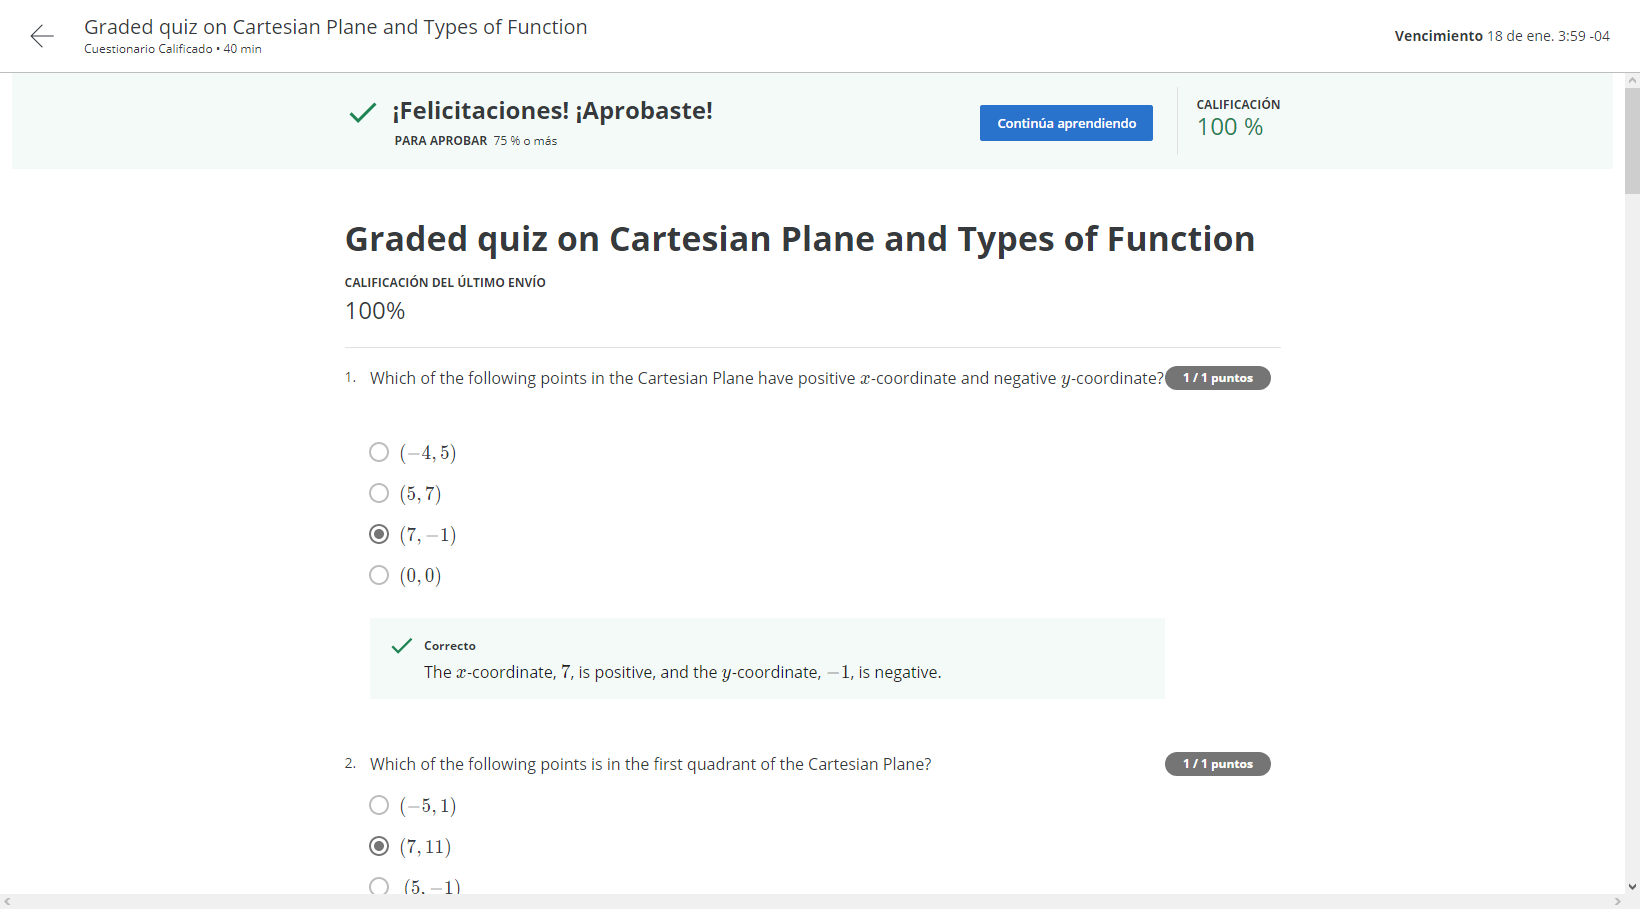 Graded quiz on Cartesian Plane and Types of Function
Cuestionario Calificado • 40 min
Vencimiento 18 de ene. 3:59 -04
¡Felicitaciones! ¡Aprobaste!
PARA APROBAR 75 % o más
Continúa aprendiendo
CALIFICACIÓN
100 %
Graded quiz on Cartesian Plane and Types of Function
CALIFICACIÓN DEL ÚLTIMO ENVÍO
100%
1. Which of the following points in the Cartesian Plane have positive x-coordinate and negative y-coordinate?
1 / 1 puntos
(−4, 5)
(5, 7)
(7, −1)
(0, 0)
Correcto
The x-coordinate, 7, is positive, and the y-coordinate, −1, is negative.
2. Which of the following points is in the first quadrant of the Cartesian Plane?
1 / 1 puntos
(−5, 1)
(7, 11)
(5, −1)